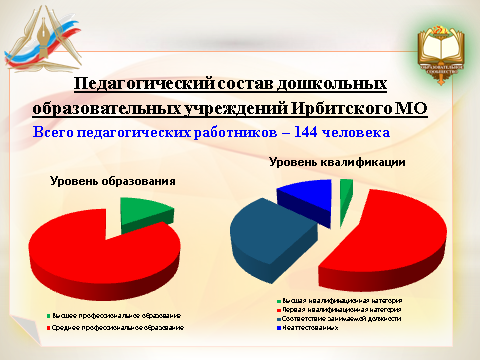 Педагогический состав дошкольных
образовательных учреждений Ирбитского МО
Всего педагогических работников – 144 человека
Уровень образования
Высшее профессиональное образование
Среднее профессиональное образование
Уровень квалификации
Высшая квалификационная категория
Первая квалификационная категория
Соответствие занимаемой должности
Неаттестованных